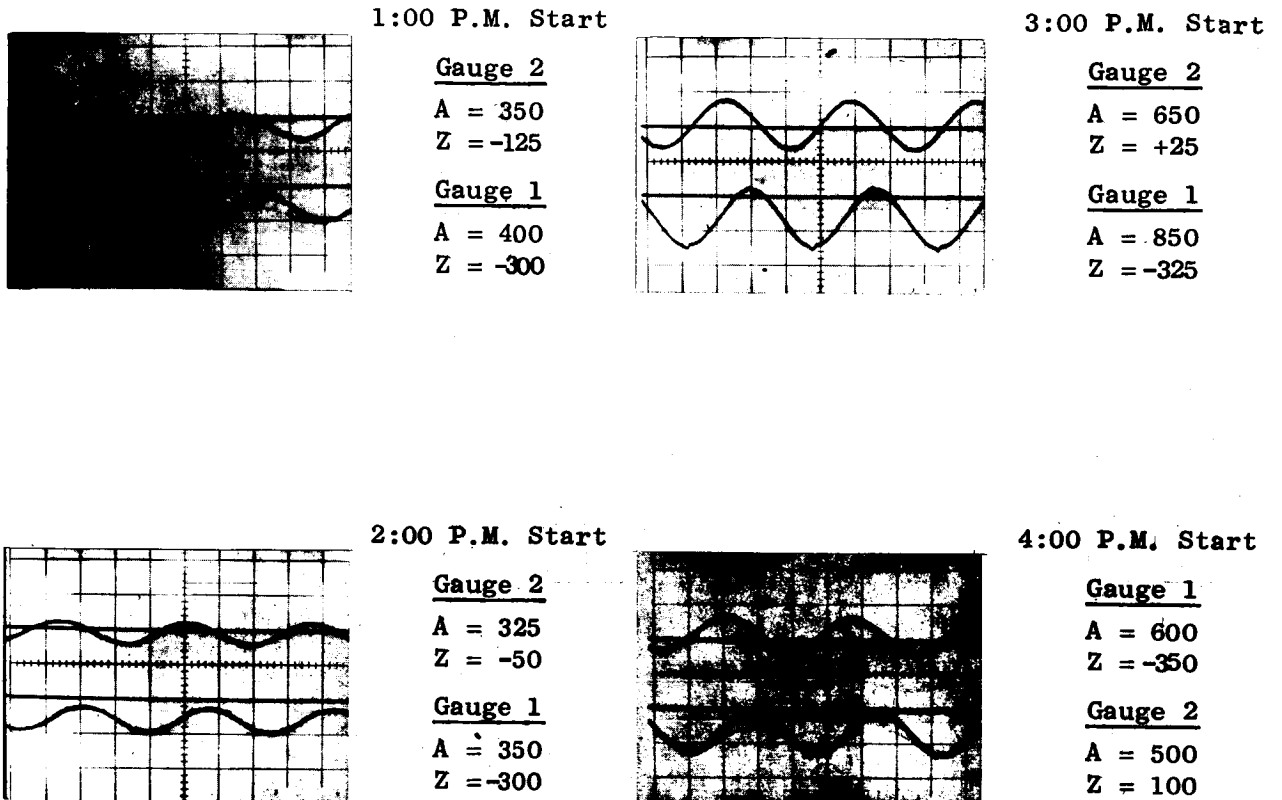 1:00 P.M. Start
Gauge 2
A = 350
Z = -125
Gauge 1
A = 400
Z = -300
3:00 P.M. Start
Gauge 2
A = 650
Z = +25
Gauge 1
A = 850
Z = -325
2:00 P.M. Start
Gauge 2
A = 325
Z = -50
Gauge 1
A = 350
Z = -300
4:00 P.M. Start
Gauge 1
A = 600
Z = -350
Gauge 2
A = 500
Z = 100